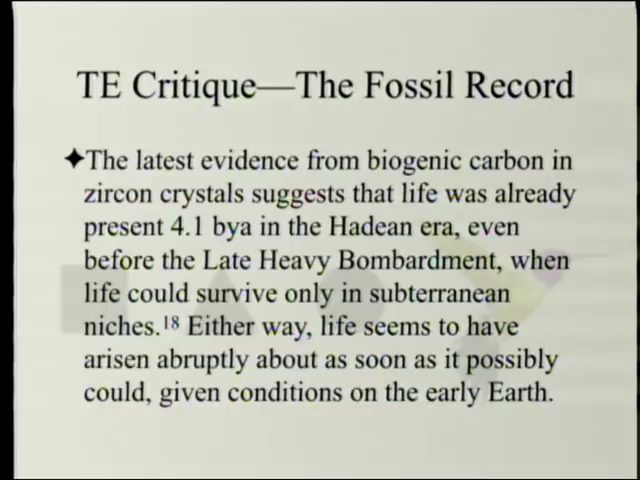 TE Critique—The Fossil Record
✦The latest evidence from biogenic carbon in
zircon crystals suggests that life was already
present 4.1 bya in the Hadean era, even
before the Late Heavy Bombardment, when
life could survive only in subterranean
niches.18 Either way, life seems to have
arisen abruptly about as soon as it possibly
could, given conditions on the early Earth.